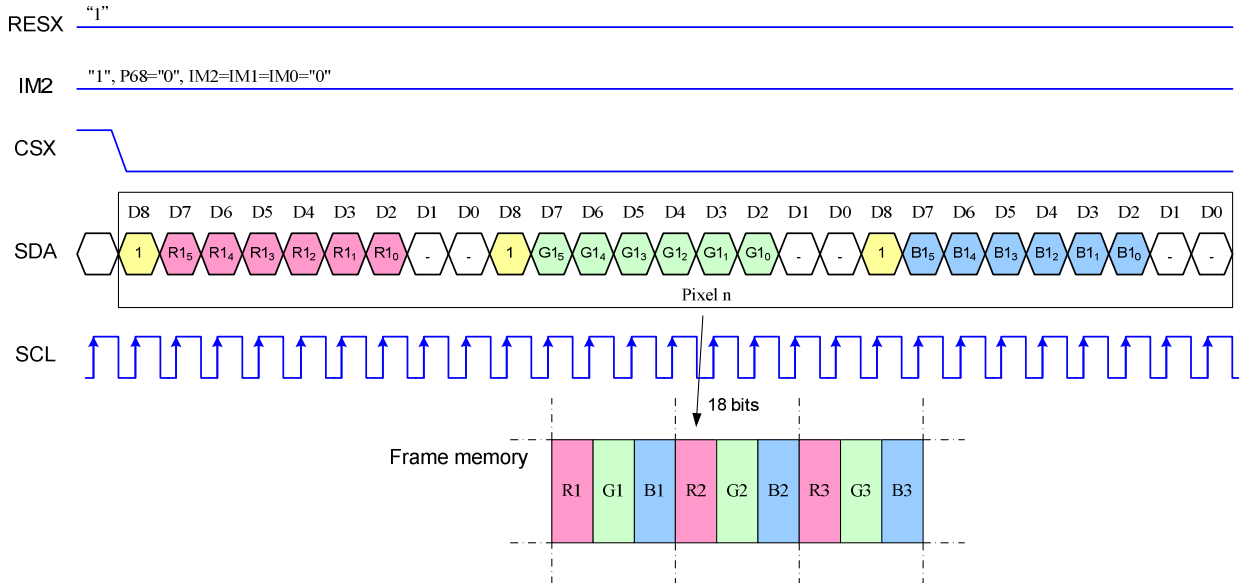 RESX “1”
IM2 "1", P68="0", IM2=IM1=IM0="0"
CSX
D8 D7 D6 D5 D4 D3 D2 D1 D0 D8 D7 D6 D5 D4 D3 D2 D1 D0 D8 D7 D6 D5 D4 D3 D2 D1 D0
SDA 1 R1₅ R1₄ R1₃ R1₂ R1₁ R1₀ - - 1 G1₅ G1₄ G1₃ G1₂ G1₁ G1₀ - - 1 B1₅ B1₄ B1₃ B1₂ B1₁ B1₀ - -
Pixel n
SCL
18 bits
Frame memory
R1 G1 B1 R2 G2 B2 R3 G3 B3